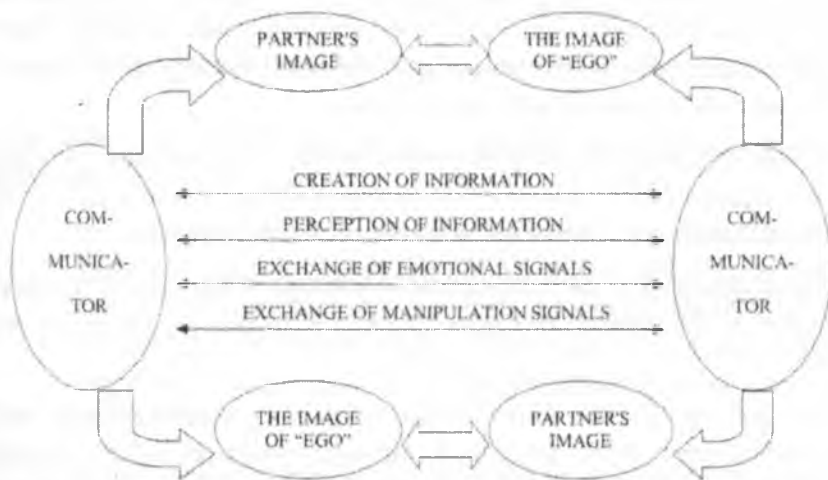 PARTNER'S
IMAGE
THE IMAGE
OF "EGO"
COM-
MUNICA-
TOR
CREATION OF INFORMATION
PERCEPTION OF INFORMATION
EXCHANGE OF EMOTIONAL SIGNALS
EXCHANGE OF MANIPULATION SIGNALS
COM-
MUNICA-
TOR
THE IMAGE
OF "EGO"
PARTNER'S
IMAGE